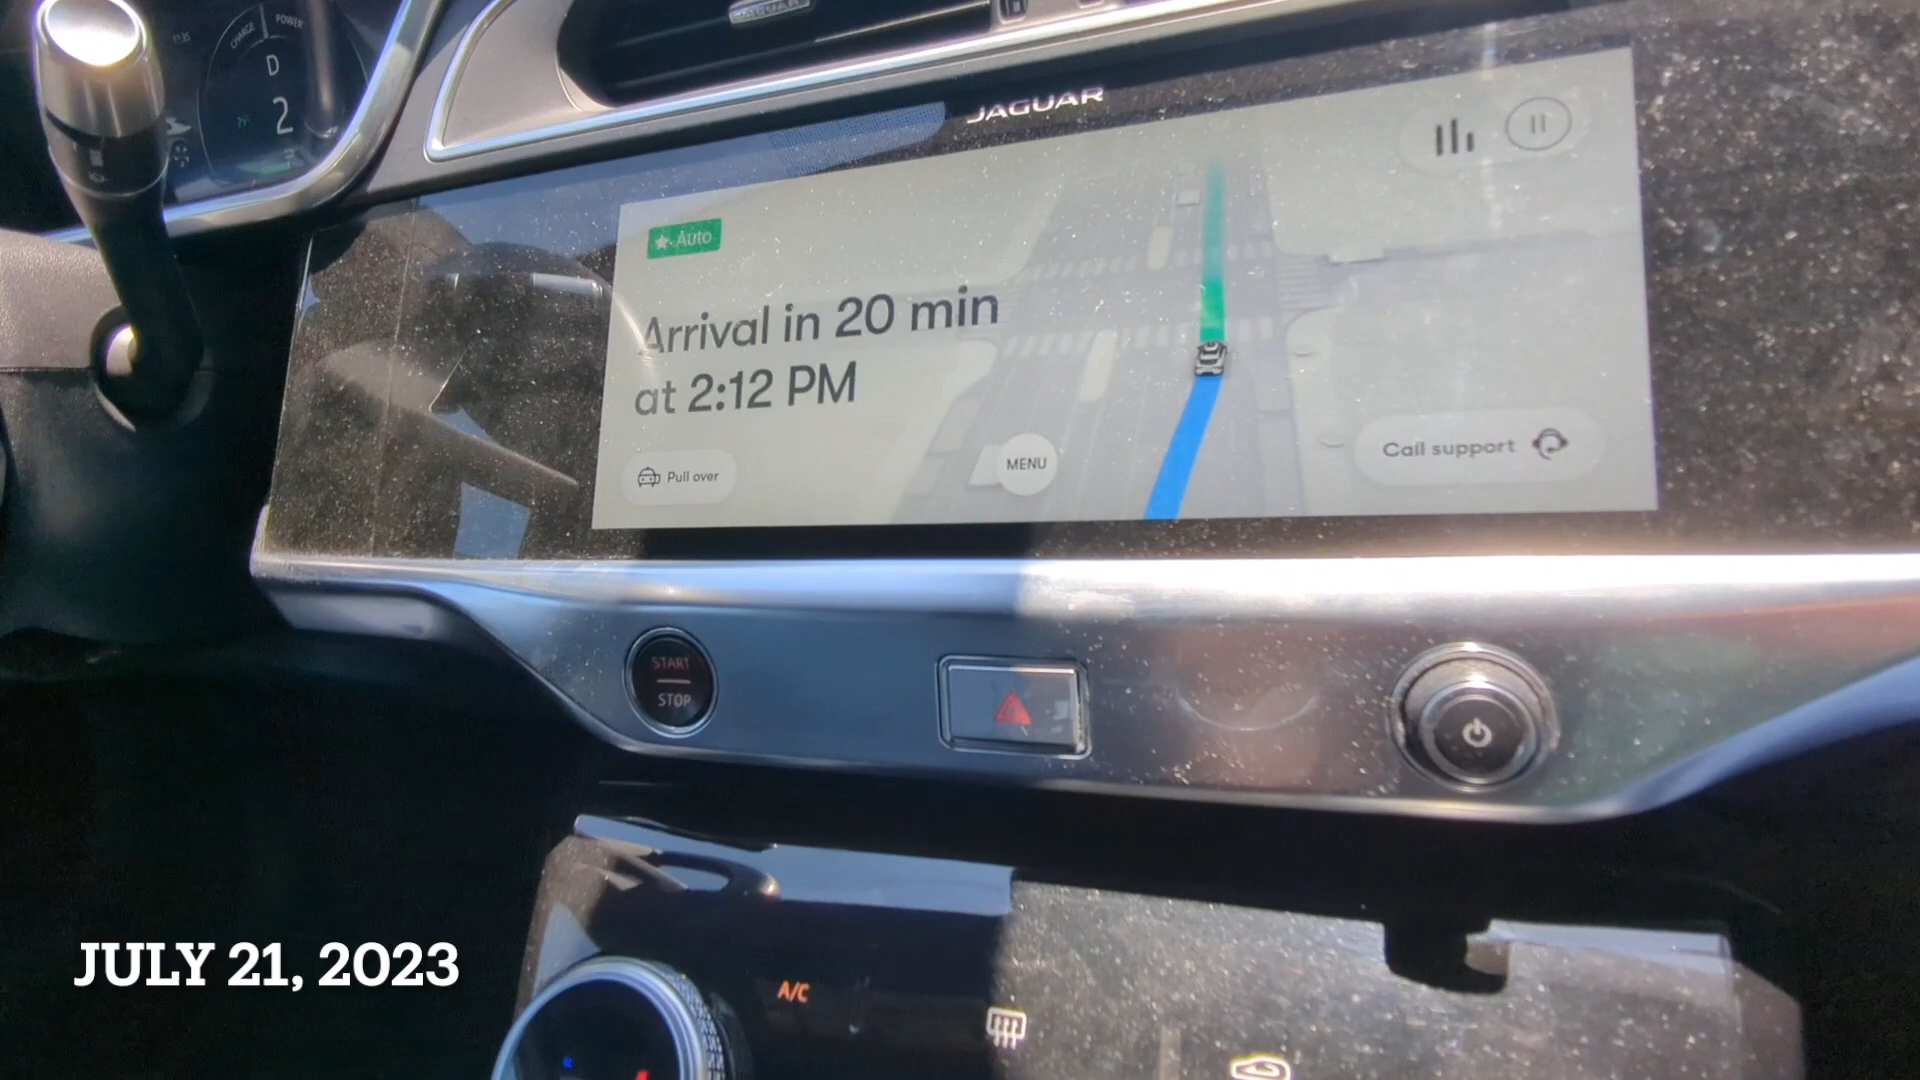 CHARGE
POWER
D
2
JAGUAR
JAGUAR
Auto
Arrival in 20 min
at 2:12 PM
Pull over
MENU
Call support
START
STOP
A/C
JULY 21, 2023